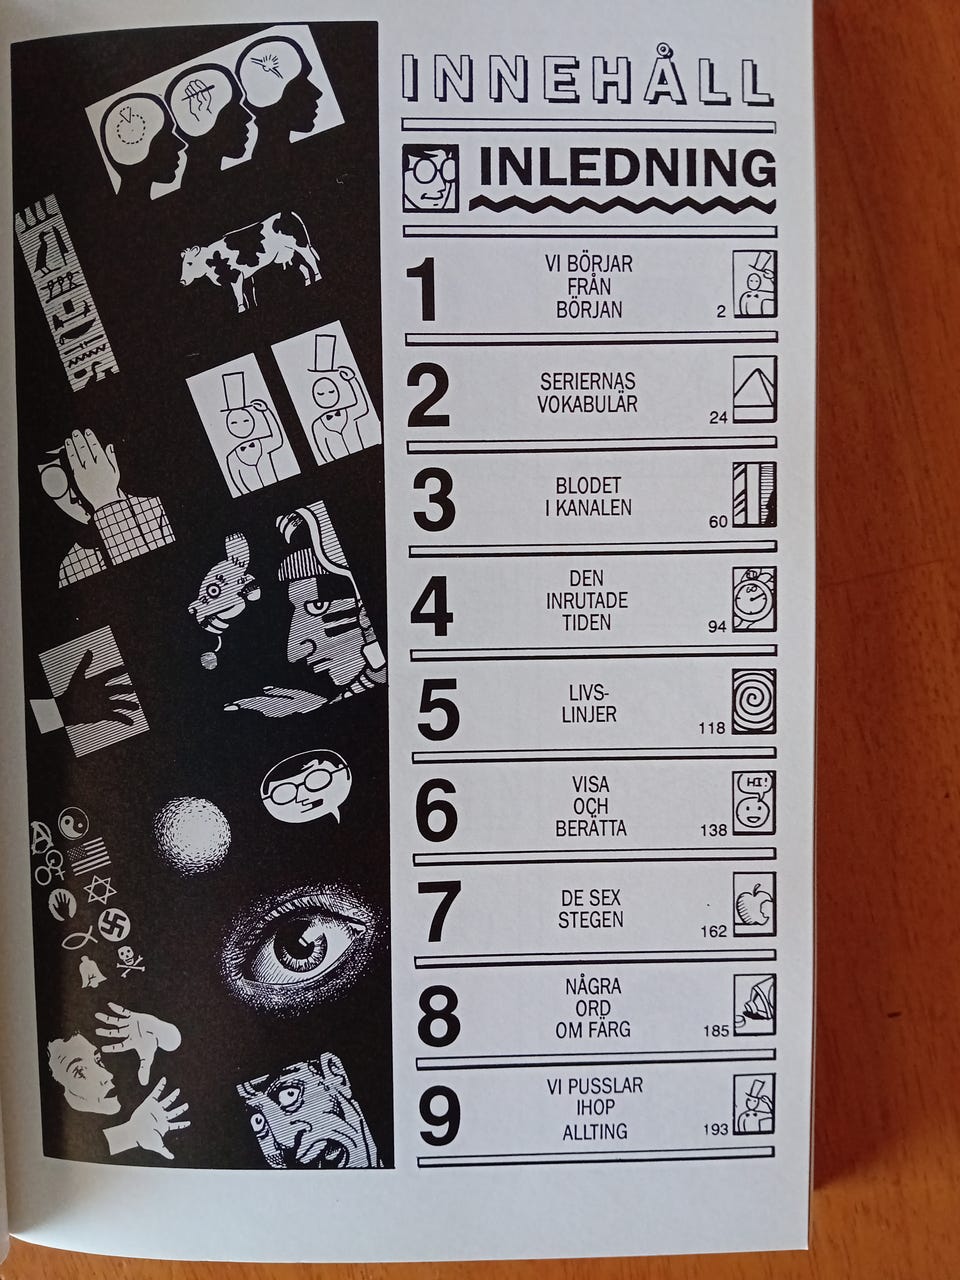 INNEHÅLL
INLEDNING
1
VI BÖRJAR
FRÅN
BÖRJAN
2
2
SERIERNAS
VOKABULÄR
24
3
BLODET
I KANALEN
60
4
DEN
INRUTADE
TIDEN
94
5
LIVS-
LINJER
118
6
VISA
OCH
BERÄTTA
138
HI!
7
DE SEX
STEGEN
162
8
NÅGRA
ORD
OM FÄRG
185
9
VI PUSSLAR
IHOP
ALLTING
193